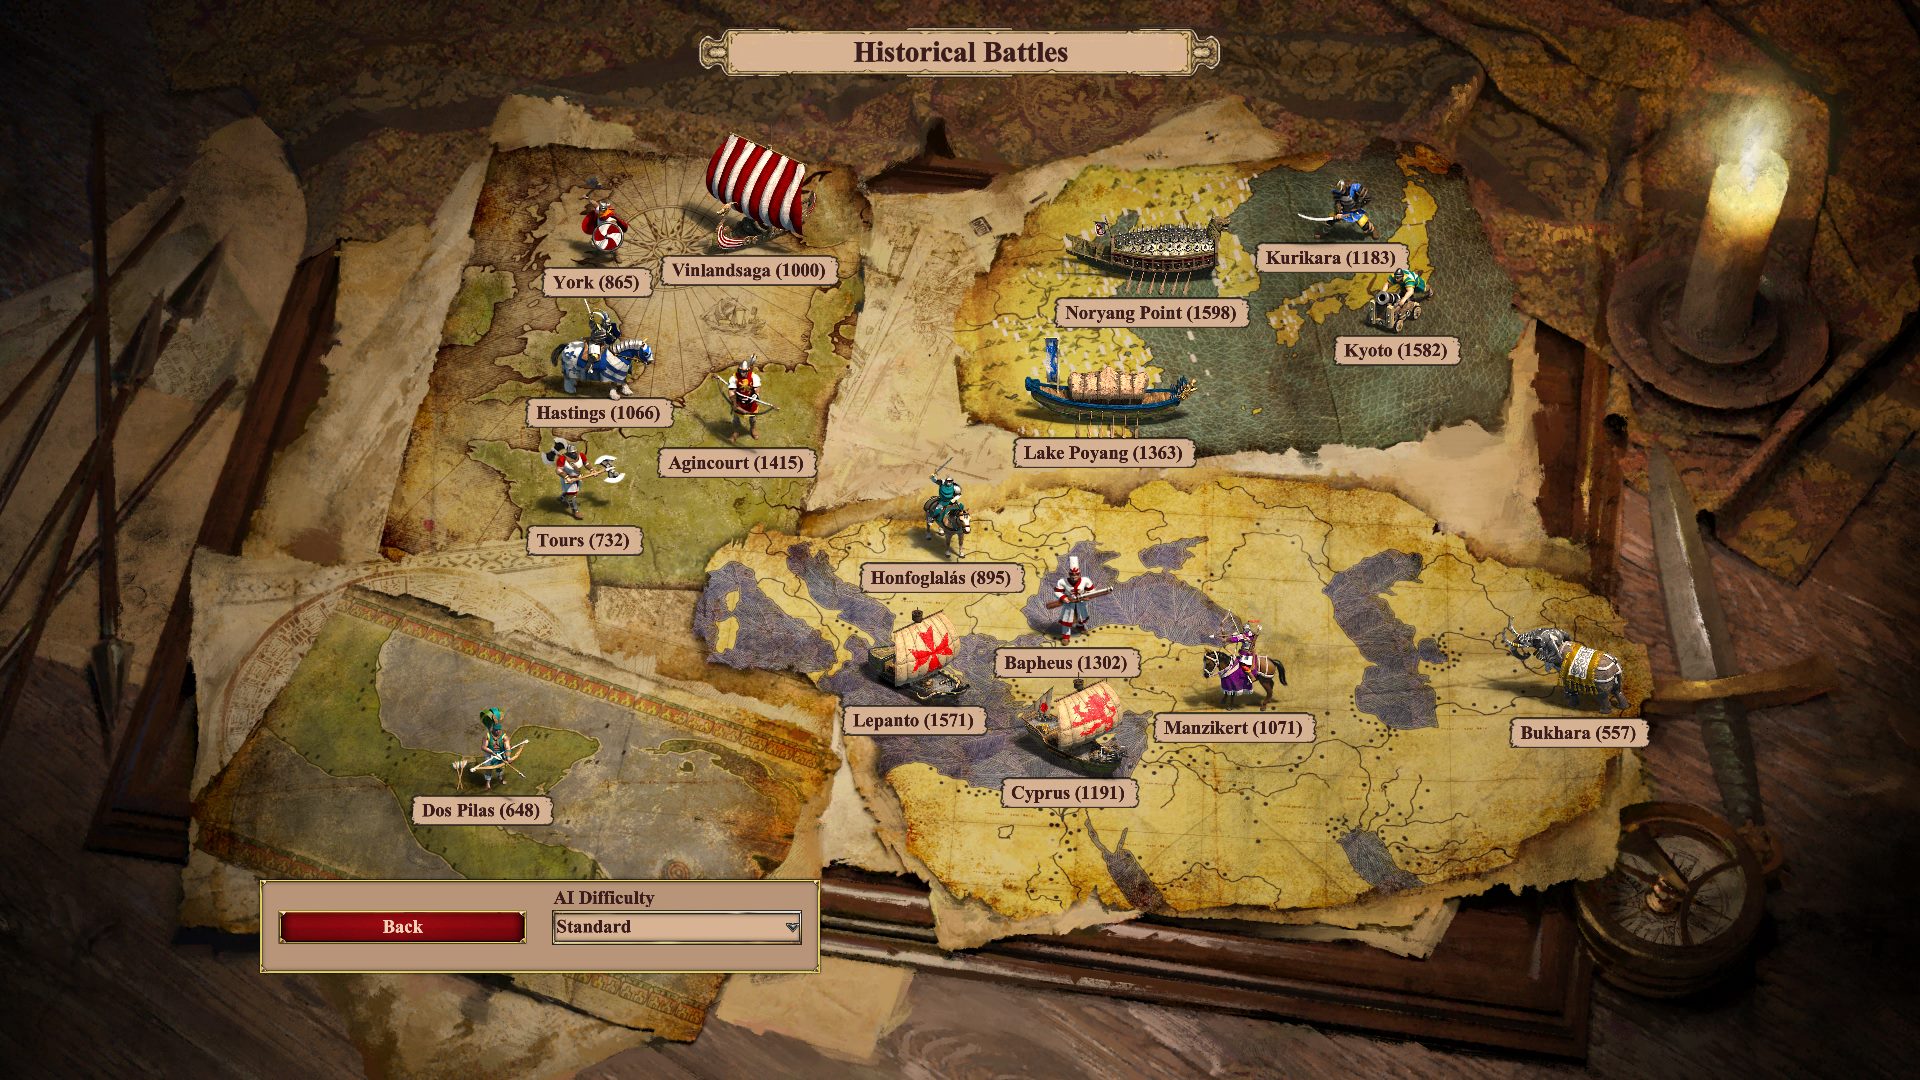 Historical Battles
York (865)
Vinlandsaga (1000)
Kurikara (1183)
Noryang Point (1598)
Kyoto (1582)
Hastings (1066)
Agincourt (1415)
Lake Poyang (1363)
Tours (732)
Honfoglalás (895)
Bapheus (1302)
Lepanto (1571)
Manzikert (1071)
Bukhara (557)
Cyprus (1191)
Dos Pilas (648)
AI Difficulty
Back
Standard